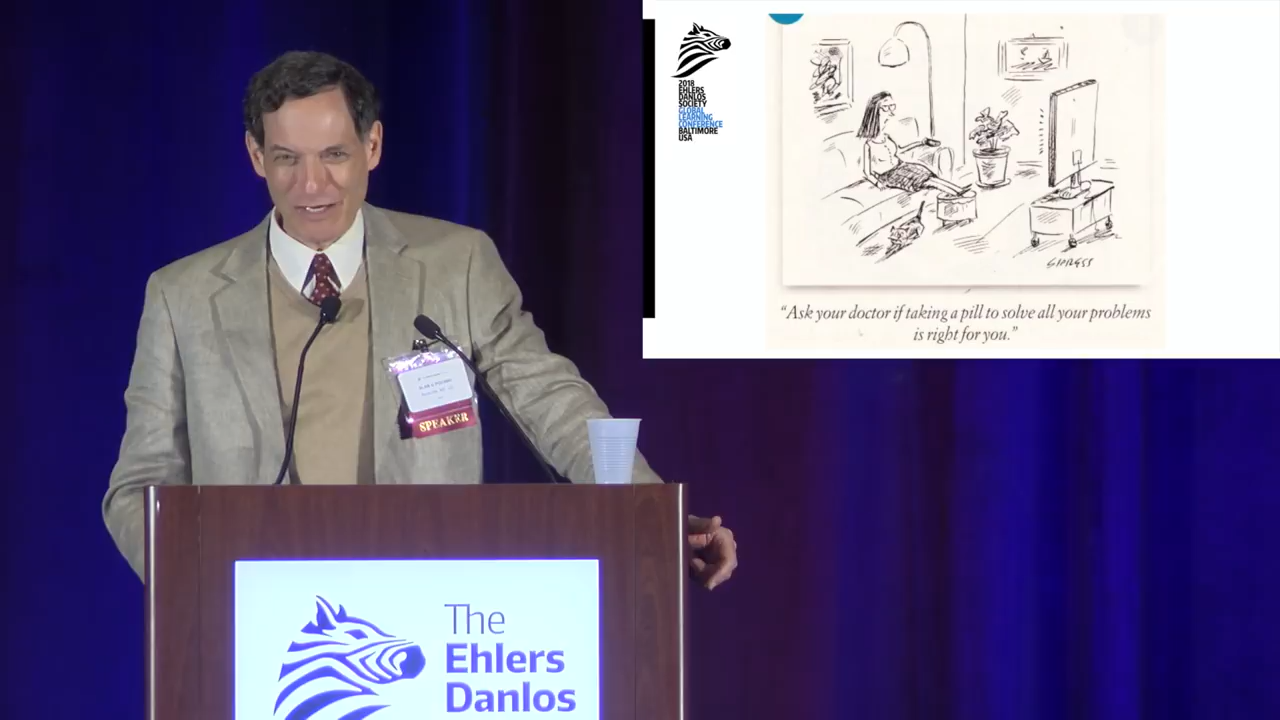 2018
EHLERS
DANLOS
SOCIETY
GLOBAL
LEARNING
CONFERENCE
BALTIMORE
USA
SIPRESS
“Ask your doctor if taking a pill to solve all your problems
is right for you.”
SPEAKER
The
Ehlers
Danlos